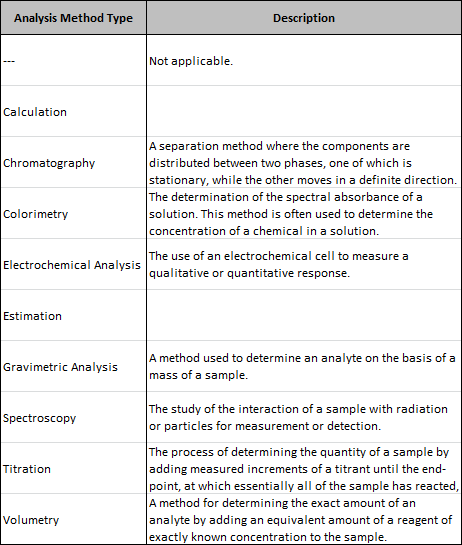 Analysis Method Type Description
--- Not applicable.
Calculation
Chromatography
A separation method where the components are
distributed between two phases, one of which is
stationary, while the other moves in a definite direction.
Colorimetry
The determination of the spectral absorbance of a
solution. This method is often used to determine the
concentration of a chemical in a solution.
Electrochemical Analysis
The use of an electrochemical cell to measure a
qualitative or quantitative response.
Estimation
Gravimetric Analysis
A method used to determine an analyte on the basis of a
mass of a sample.
Spectroscopy
The study of the interaction of a sample with radiation
or particles for measurement or detection.
Titration
The process of determining the quantity of a sample by
adding measured increments of a titrant until the end-
point, at which essentially all of the sample has reacted,
Volumetry
A method for determining the exact amount of an
analyte by adding an equivalent amount of a reagent of
exactly known concentration to the sample.